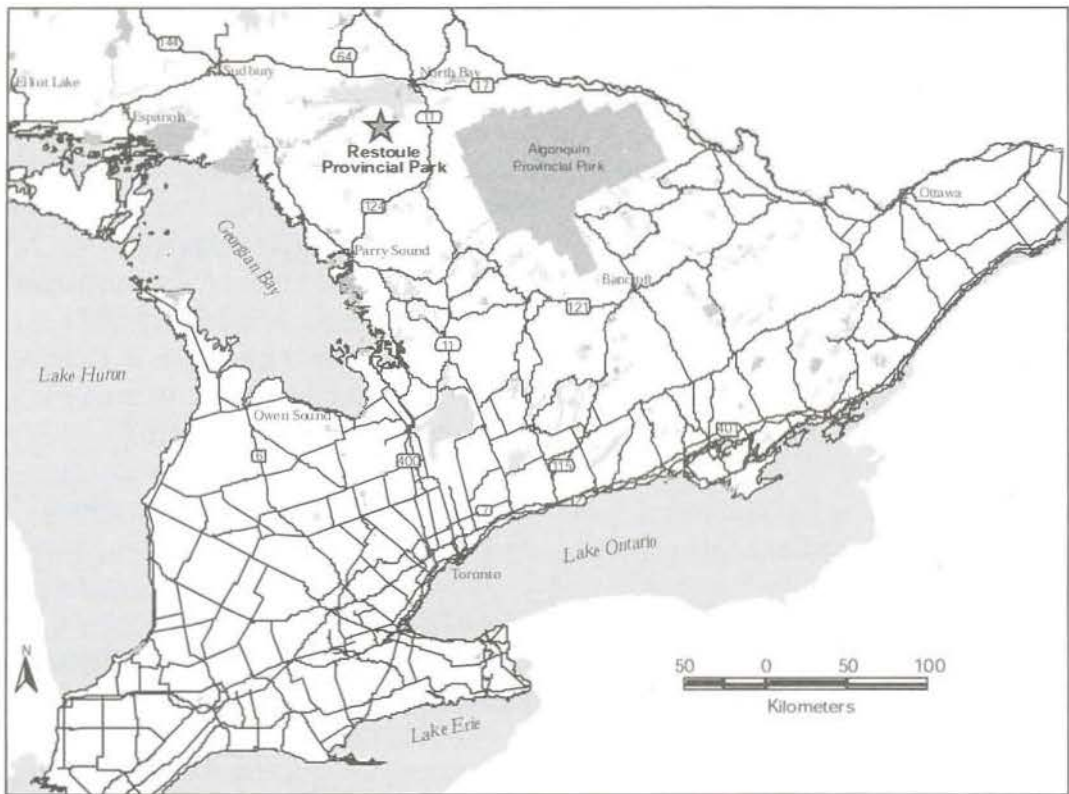 144
64
Elliot Lake
Sudbury
North Bay
17
Espanola
11
Restoule
Provincial Park
Algonquin
Provincial Park
124
Ottawa
Georgian Bay
Parry Sound
Bancroft
121
11
Lake Huron
Owen Sound
6
400
401
115
7
Lake Ontario
Toronto
N
50 0 50 100
Kilometers
Lake Erie